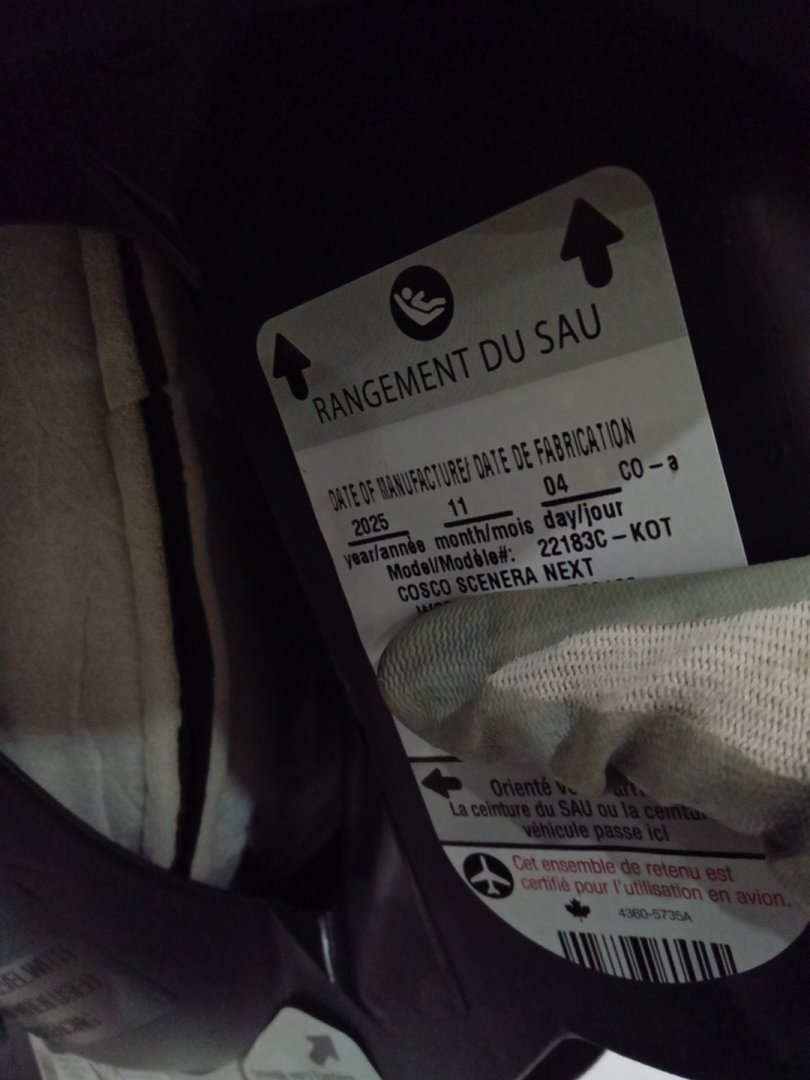 RANGEMENT DU SAU
DATE OF MANUFACTURE/ DATE DE FABRICATION
2025 11 04 CO-a
year/année month/mois day/jour
Model/Modèle#: 22183C-KOT
COSCO SCENERA NEXT
Orienté
La ceinture du SAU ou la
véhicule passe ici
Cet ensemble de retenu est
certifié pour l'utilisation en avion.
4360-5735A